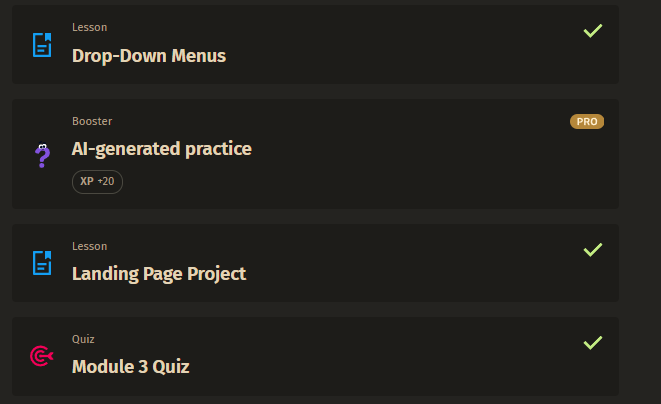 Lesson
Drop-Down Menus
Booster
PRO
AI-generated practice
XP +20
Lesson
Landing Page Project
Quiz
Module 3 Quiz